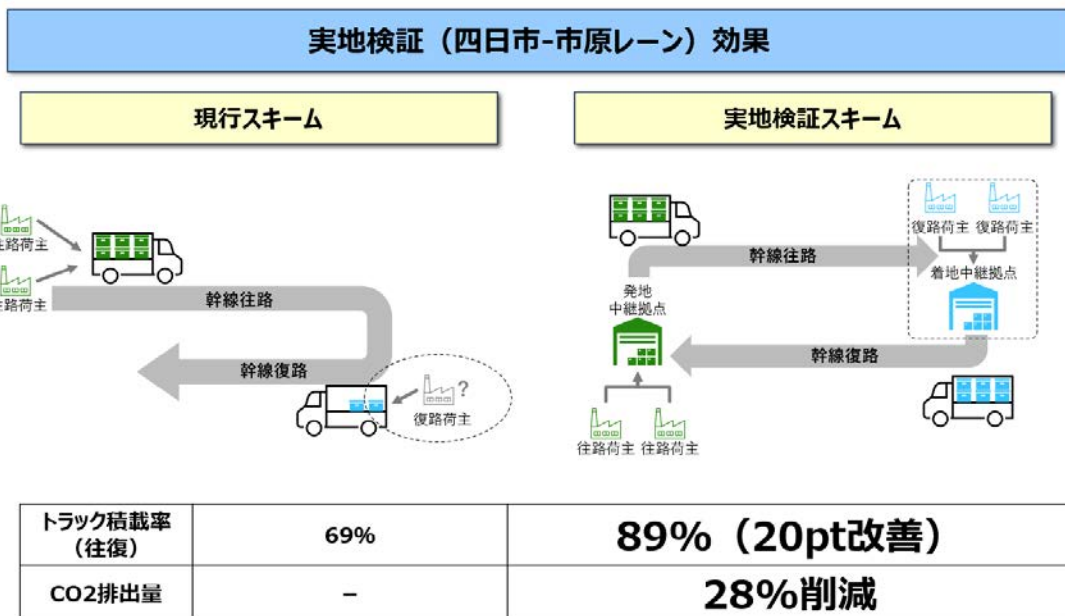 実地検証（四日市-市原レーン）効果
現行スキーム
往路荷主
往路荷主
幹線往路
幹線復路
?
復路荷主
実地検証スキーム
復路荷主 復路荷主
幹線往路
着地中継拠点
発地
中継拠点
幹線復路
往路荷主 往路荷主
トラック積載率
（往復）
69%
89%（20pt改善）
CO2排出量
–
28%削減